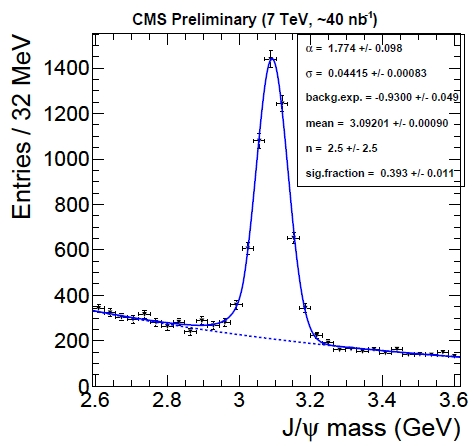 CMS Preliminary (7 TeV, ~40 nb⁻¹)
Entries / 32 MeV
1400
1200
1000
800
600
400
200
0
α = 1.774 +/- 0.098
σ = 0.04415 +/- 0.00083
backg.exp. = -0.9300 +/- 0.049
mean = 3.09201 +/- 0.00090
n = 2.5 +/- 2.5
sig.fraction = 0.393 +/- 0.011
2.6 2.8 3 3.2 3.4 3.6
J/ψ mass (GeV)